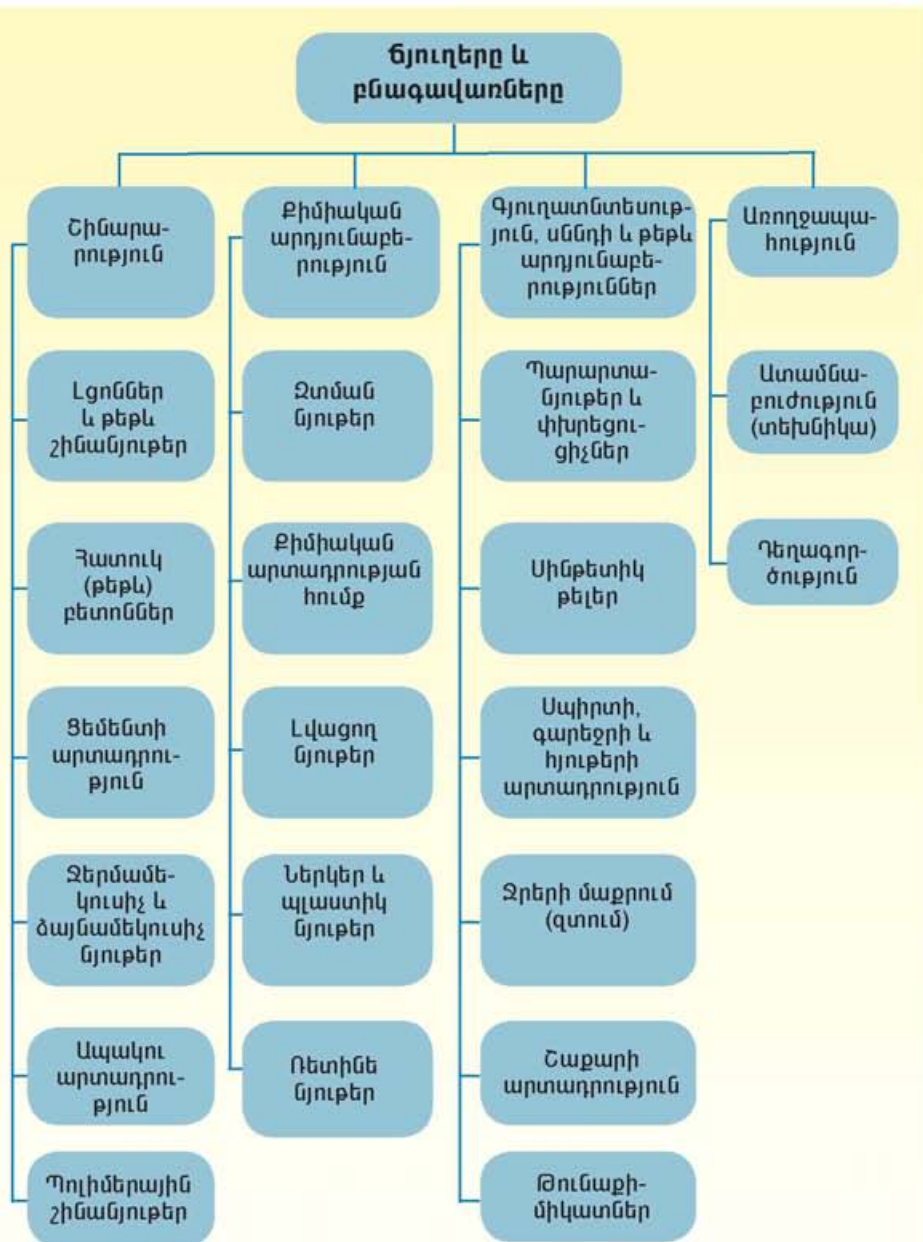 Ճյուղերը և
բնագավառները
Շինարա-
րություն
Լցոններ
և թեթև
շինանյութեր
Հատուկ
(թեթև)
բետոններ
Ցեմենտի
արտադրու-
թյուն
Ջերմամե-
կուսիչ և
ձայնամեկուսիչ
նյութեր
Ապակու
արտադրու-
թյուն
Պոլիմերային
շինանյութեր
Քիմիական
արդյունաբե-
րություն
Զտման
նյութեր
Քիմիական
արտադրության
հումք
Լվացող
նյութեր
Ներկեր և
պլաստիկ
նյութեր
Ռետինե
նյութեր
Գյուղատնտեսութ-
յուն, սննդի և թեթև
արդյունաբե-
րություններ
Պարարտա-
նյութեր և
փխրեցու-
ցիչներ
Սինթետիկ
թելեր
Սպիրտի,
գարեջրի և
հյութերի
արտադրություն
Ջրերի մաքրում
(զտում)
Շաքարի
արտադրություն
Թունաքի-
միկատներ
Առողջապա-
հություն
Ատամնա-
բուժություն
(տեխնիկա)
Դեղագոր-
ծություն